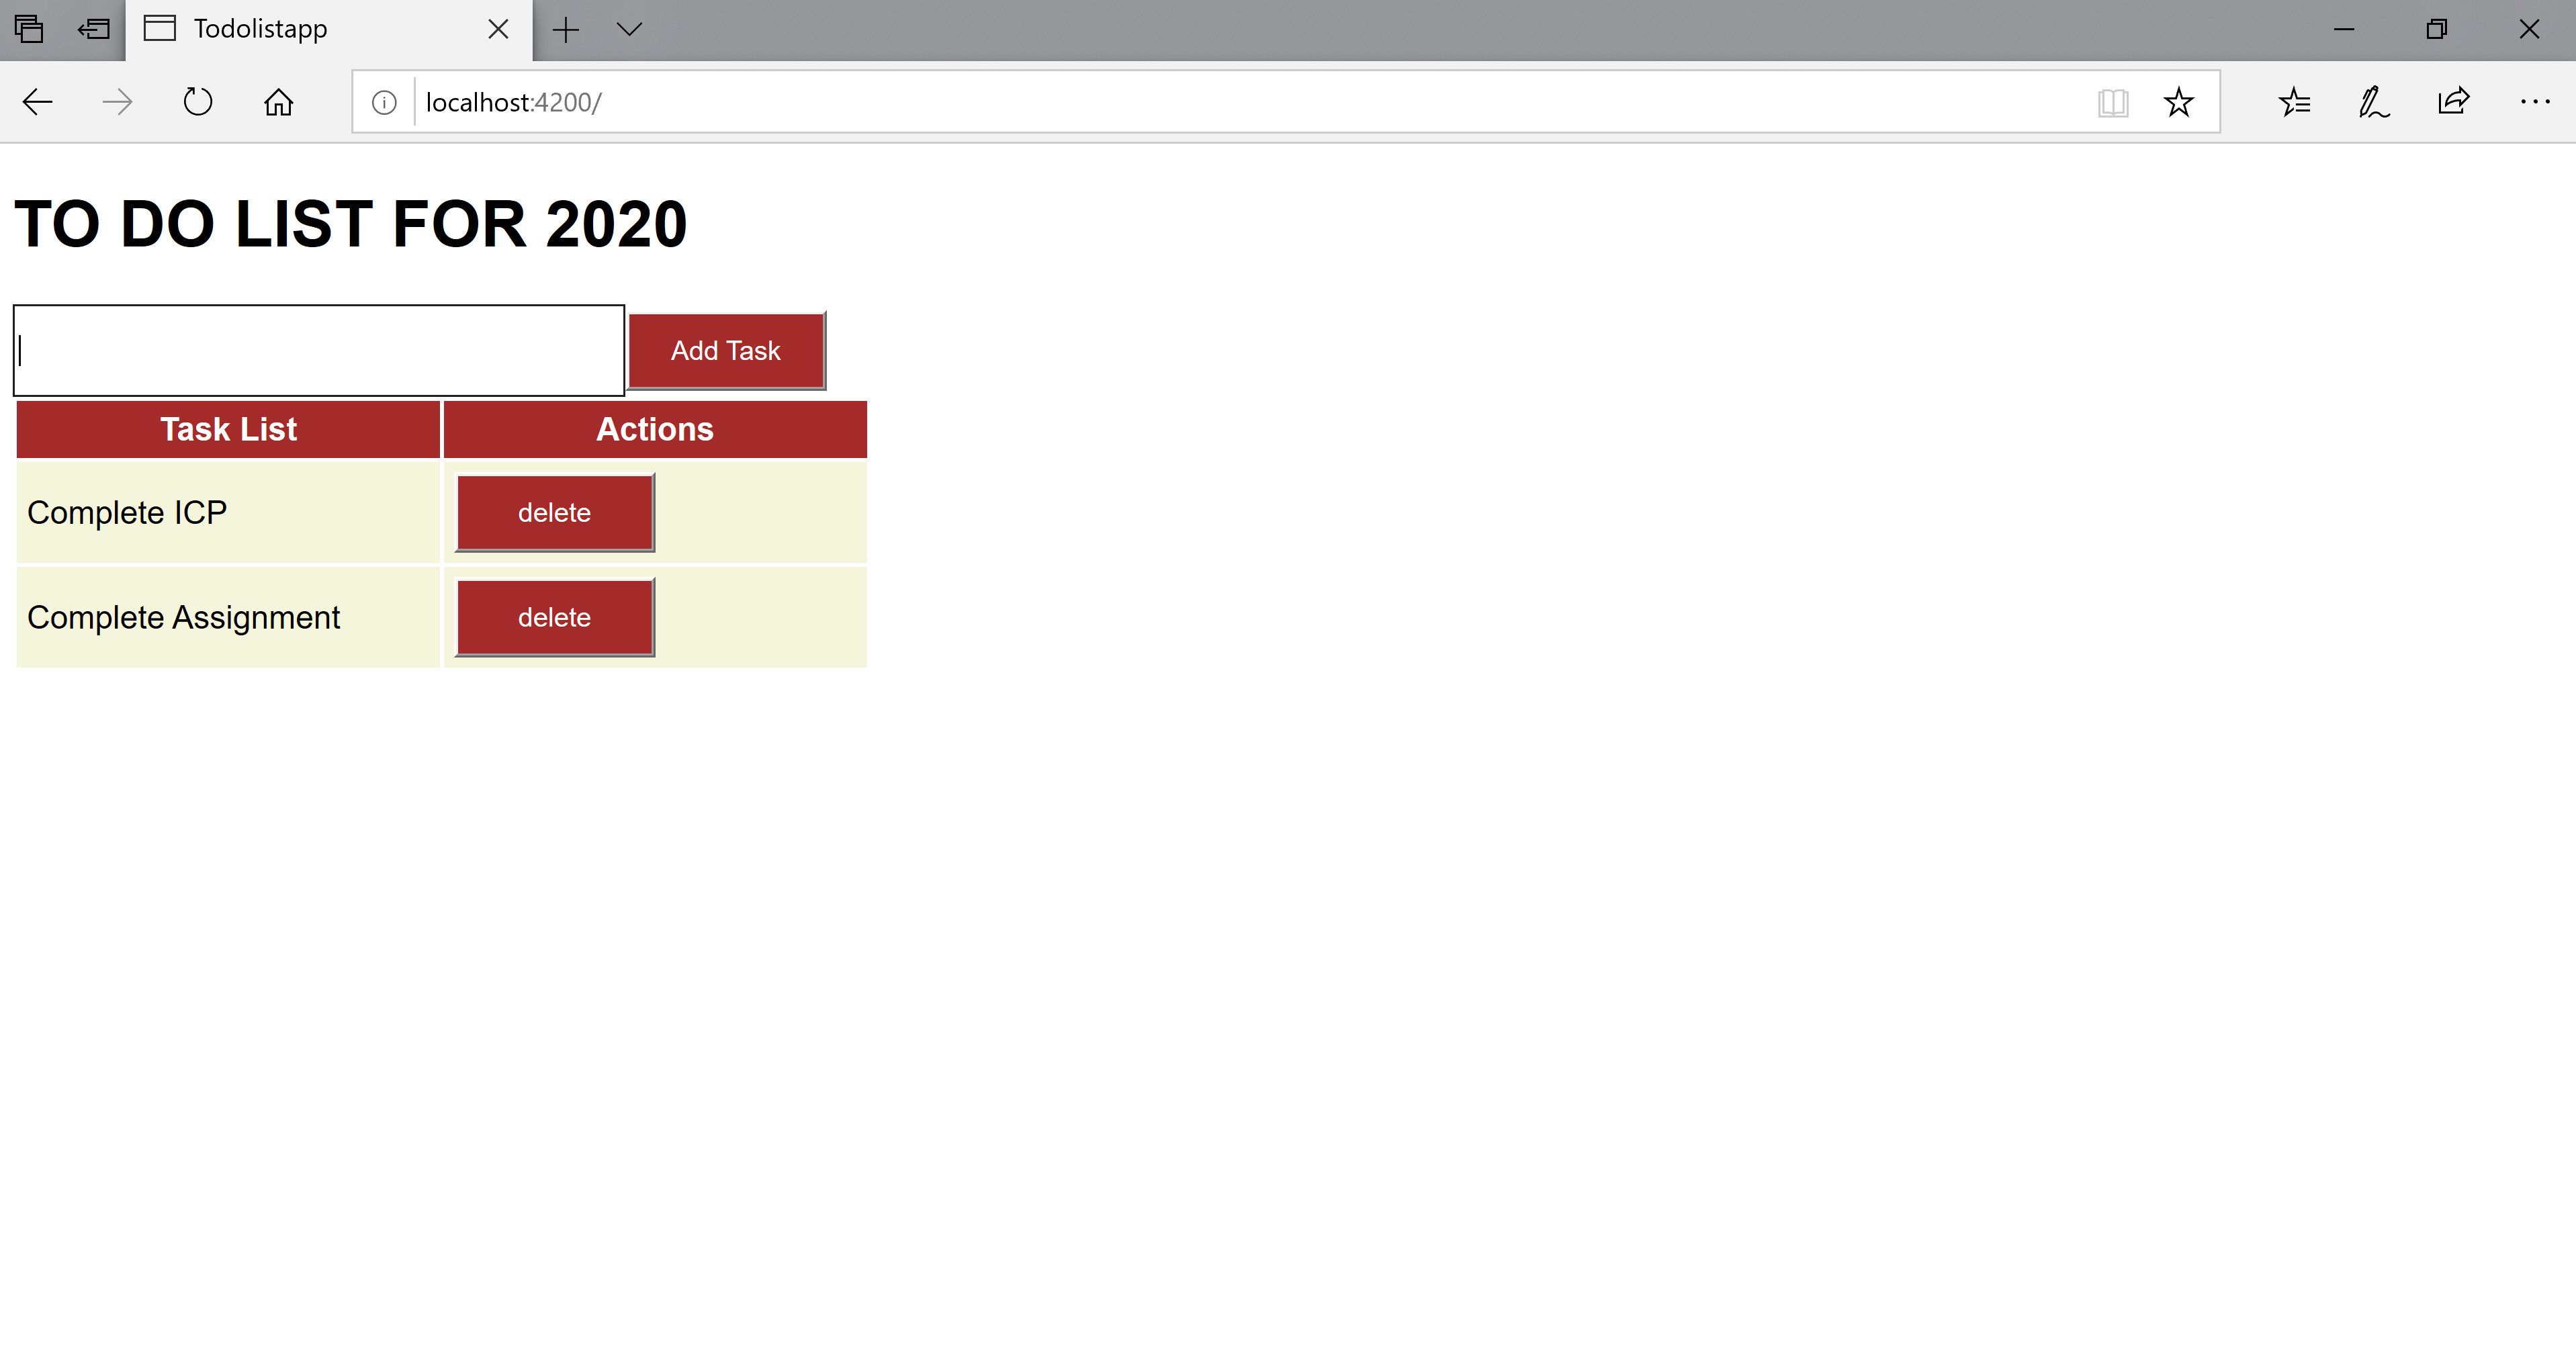 Todolistapp
localhost:4200/
TO DO LIST FOR 2020
Add Task
Task List Actions
Complete ICP delete
Complete Assignment delete